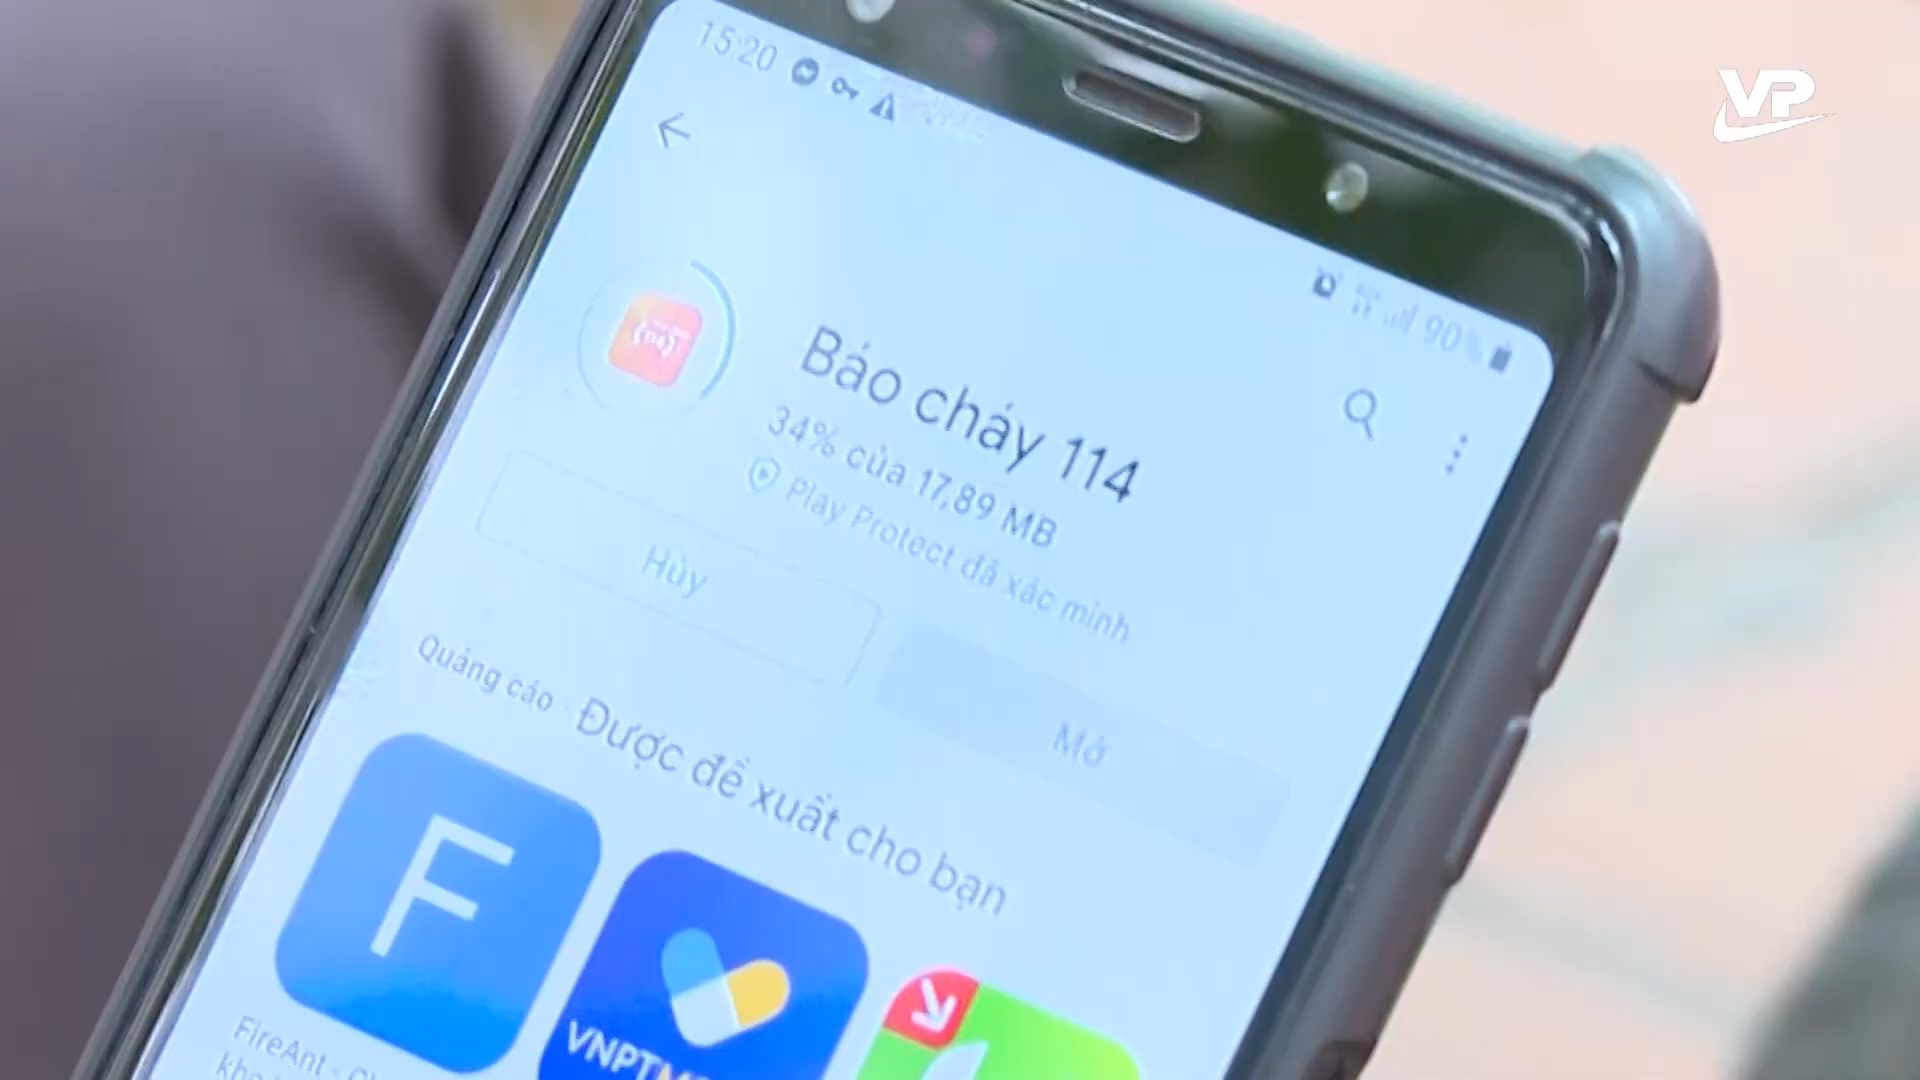 VP
15:20
90%
Báo cháy 114
34% của 17,89 MB
Play Protect đã xác minh
Hủy
Mở
Quảng cáo · Được đề xuất cho bạn
F
VNPTM
FireAnt -